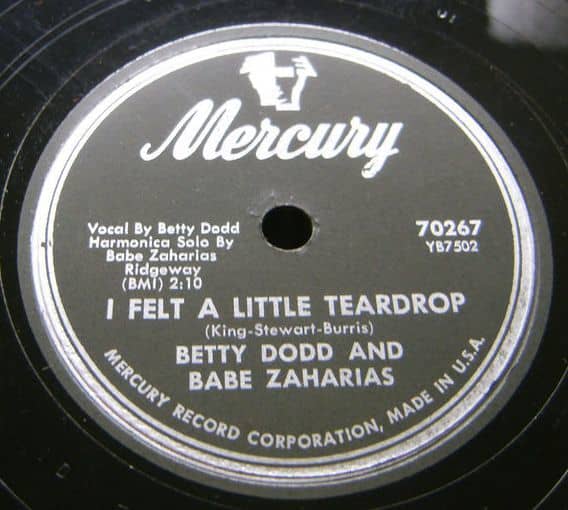 Mercury
Vocal By Betty Dodd
Harmonica Solo By
Babe Zaharias
Ridgeway
(BMI) 2:10
70267
YB7502
I FELT A LITTLE TEARDROP
(King-Stewart-Burris)
BETTY DODD AND
BABE ZAHARIAS
MERCURY RECORD CORPORATION, MADE IN U.S.A.